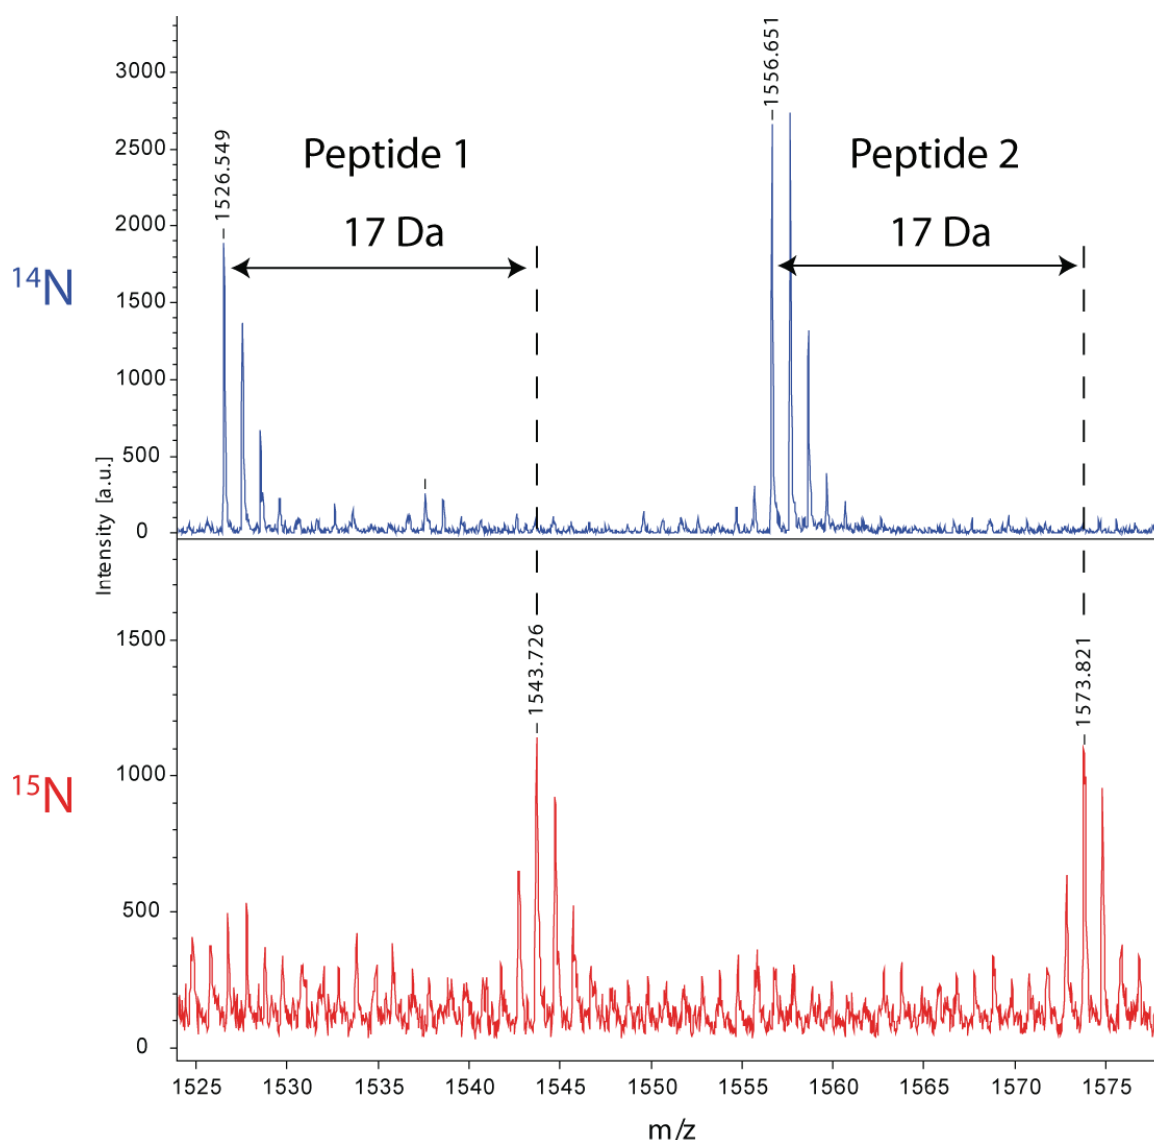 3000
2500
2000
1500
1000
500
0
1526.549
1556.651
Peptide 1
Peptide 2
17 Da
17 Da
¹⁴N
Intensity [a.u.]
1500
1000
500
0
1543.726
1573.821
¹⁵N
1525 1530 1535 1540 1545 1550 1555 1560 1565 1570 1575
m/z